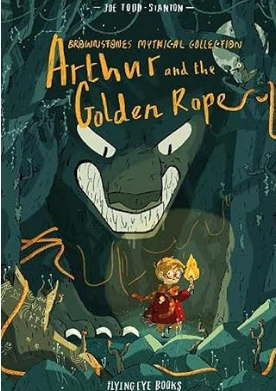 JOE TODD-STANTON
BROWNSTONE'S MYTHICAL COLLECTION
Arthur and the
Golden Rope
FLYING EYE BOOKS